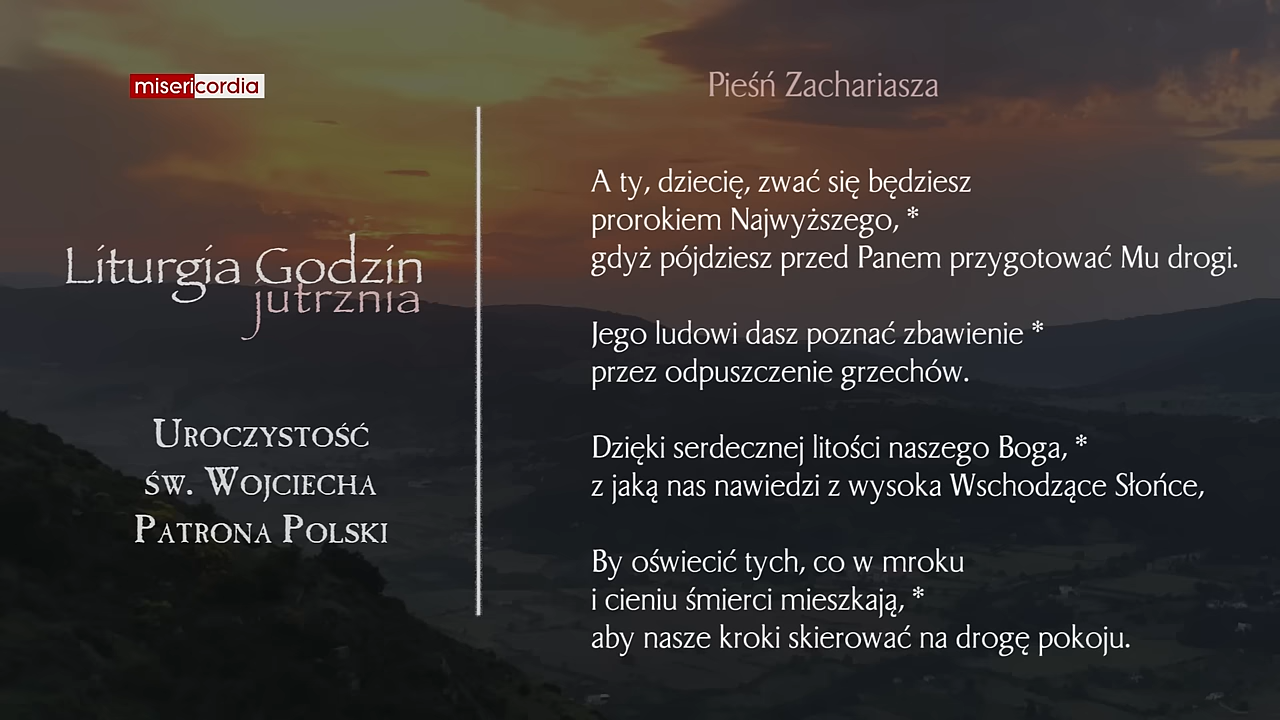 misericordia
Liturgia Godzin
jutrznia
Uroczystość
św. Wojciecha
Patrona Polski
Pieśń Zachariasza
A ty, dziecię, zwać się będziesz
prorokiem Najwyższego, *
gdyż pójdziesz przed Panem przygotować Mu drogi.
Jego ludowi dasz poznać zbawienie *
przez odpuszczenie grzechów.
Dzięki serdecznej litości naszego Boga, *
z jaką nas nawiedzi z wysoka Wschodzące Słońce,
By oświecić tych, co w mroku
i cieniu śmierci mieszkają, *
aby nasze kroki skierować na drogę pokoju.